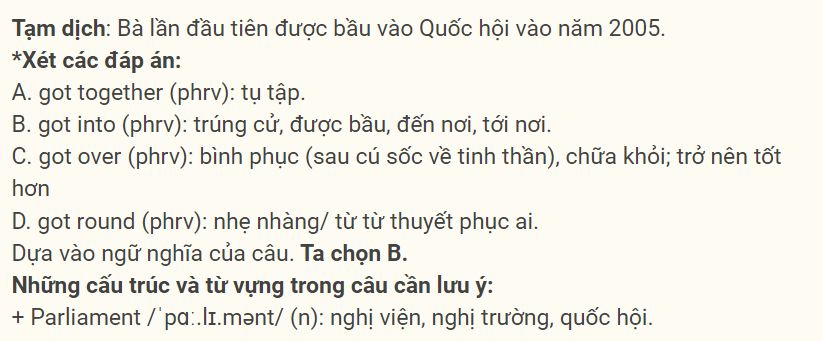 Tạm dịch: Bà lần đầu tiên được bầu vào Quốc hội vào năm 2005.
*Xét các đáp án:
A. got together (phrv): tụ tập.
B. got into (phrv): trúng cử, được bầu, đến nơi, tới nơi.
C. got over (phrv): bình phục (sau cú sốc về tinh thần), chữa khỏi; trở nên tốt
hơn
D. got round (phrv): nhẹ nhàng/ từ từ thuyết phục ai.
Dựa vào ngữ nghĩa của câu. Ta chọn B.
Những cấu trúc và từ vựng trong câu cần lưu ý:
+ Parliament /ˈpɑː.lɪ.mənt/ (n): nghị viện, nghị trường, quốc hội.